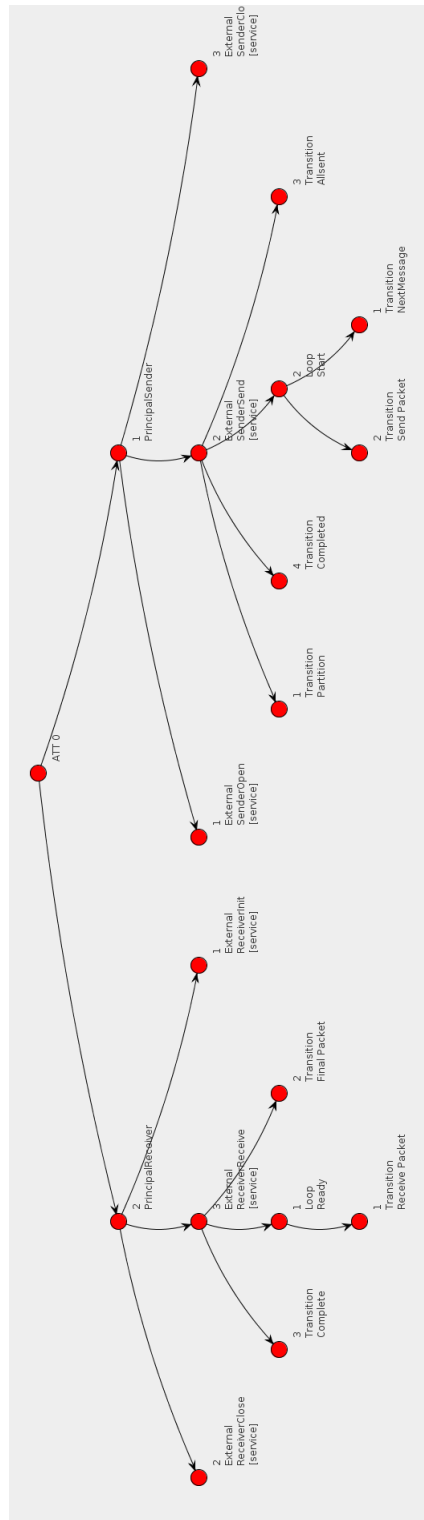 ATT 0
2
PrincipalReceiver
1
PrincipalSender
2
External
ReceiverClose
[service]
3
External
ReceiverReceive
[service]
1
External
ReceiverInit
[service]
1
External
SenderOpen
[service]
2
External
SenderSend
[service]
3
External
SenderClo
[service]
3
Transition
Complete
1
Loop
Ready
2
Transition
Final Packet
1
Transition
Partition
4
Transition
Completed
2
Loop
Start
3
Transition
Allsent
1
Transition
Receive Packet
2
Transition
Send Packet
1
Transition
NextMessage